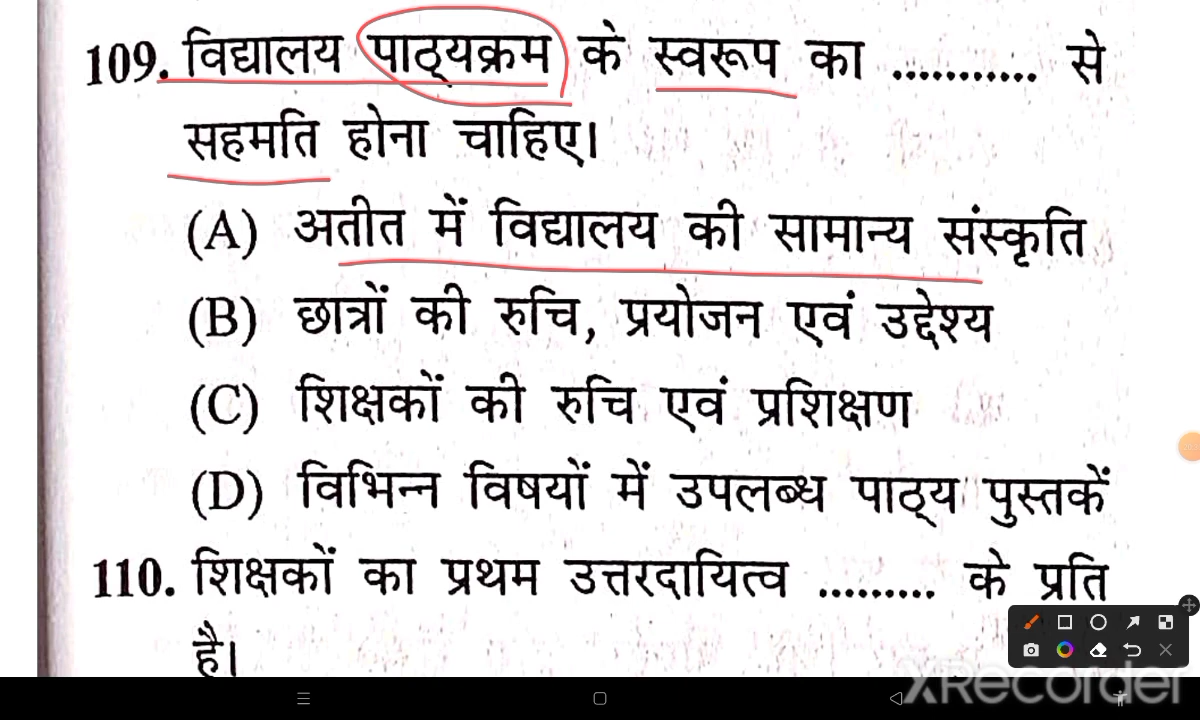 109. विद्यालय पाठ्यक्रम के स्वरूप का ........... से
सहमति होना चाहिए।
(A) अतीत में विद्यालय की सामान्य संस्कृति
(B) छात्रों की रुचि, प्रयोजन एवं उद्देश्य
(C) शिक्षकों की रुचि एवं प्रशिक्षण
(D) विभिन्न विषयों में उपलब्ध पाठ्य पुस्तकें
110. शिक्षकों का प्रथम उत्तरदायित्व ......... के प्रति
है।
XRecorder